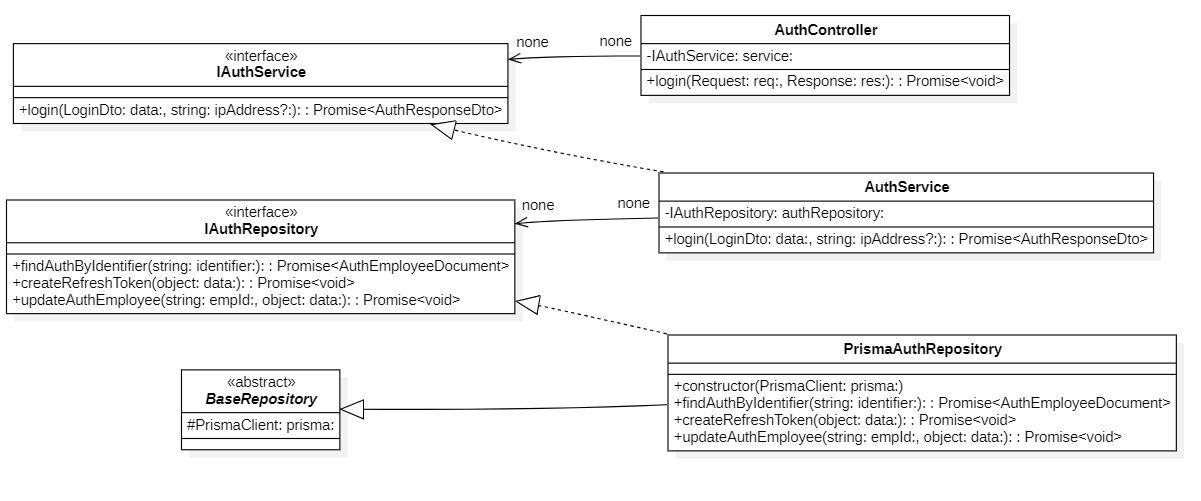 AuthController
-IAuthService: service:
+login(Request: req:, Response: res:): : Promise<void>
none
none
«interface»
IAuthService
+login(LoginDto: data:, string: ipAddress?:): : Promise<AuthResponseDto>
AuthService
-IAuthRepository: authRepository:
+login(LoginDto: data:, string: ipAddress?:): : Promise<AuthResponseDto>
none
none
«interface»
IAuthRepository
+findAuthByIdentifier(string: identifier:): : Promise<AuthEmployeeDocument>
+createRefreshToken(object: data:): : Promise<void>
+updateAuthEmployee(string: empId:, object: data:): : Promise<void>
PrismaAuthRepository
+constructor(PrismaClient: prisma:)
+findAuthByIdentifier(string: identifier:): : Promise<AuthEmployeeDocument>
+createRefreshToken(object: data:): : Promise<void>
+updateAuthEmployee(string: empId:, object: data:): : Promise<void>
«abstract»
BaseRepository
#PrismaClient: prisma: